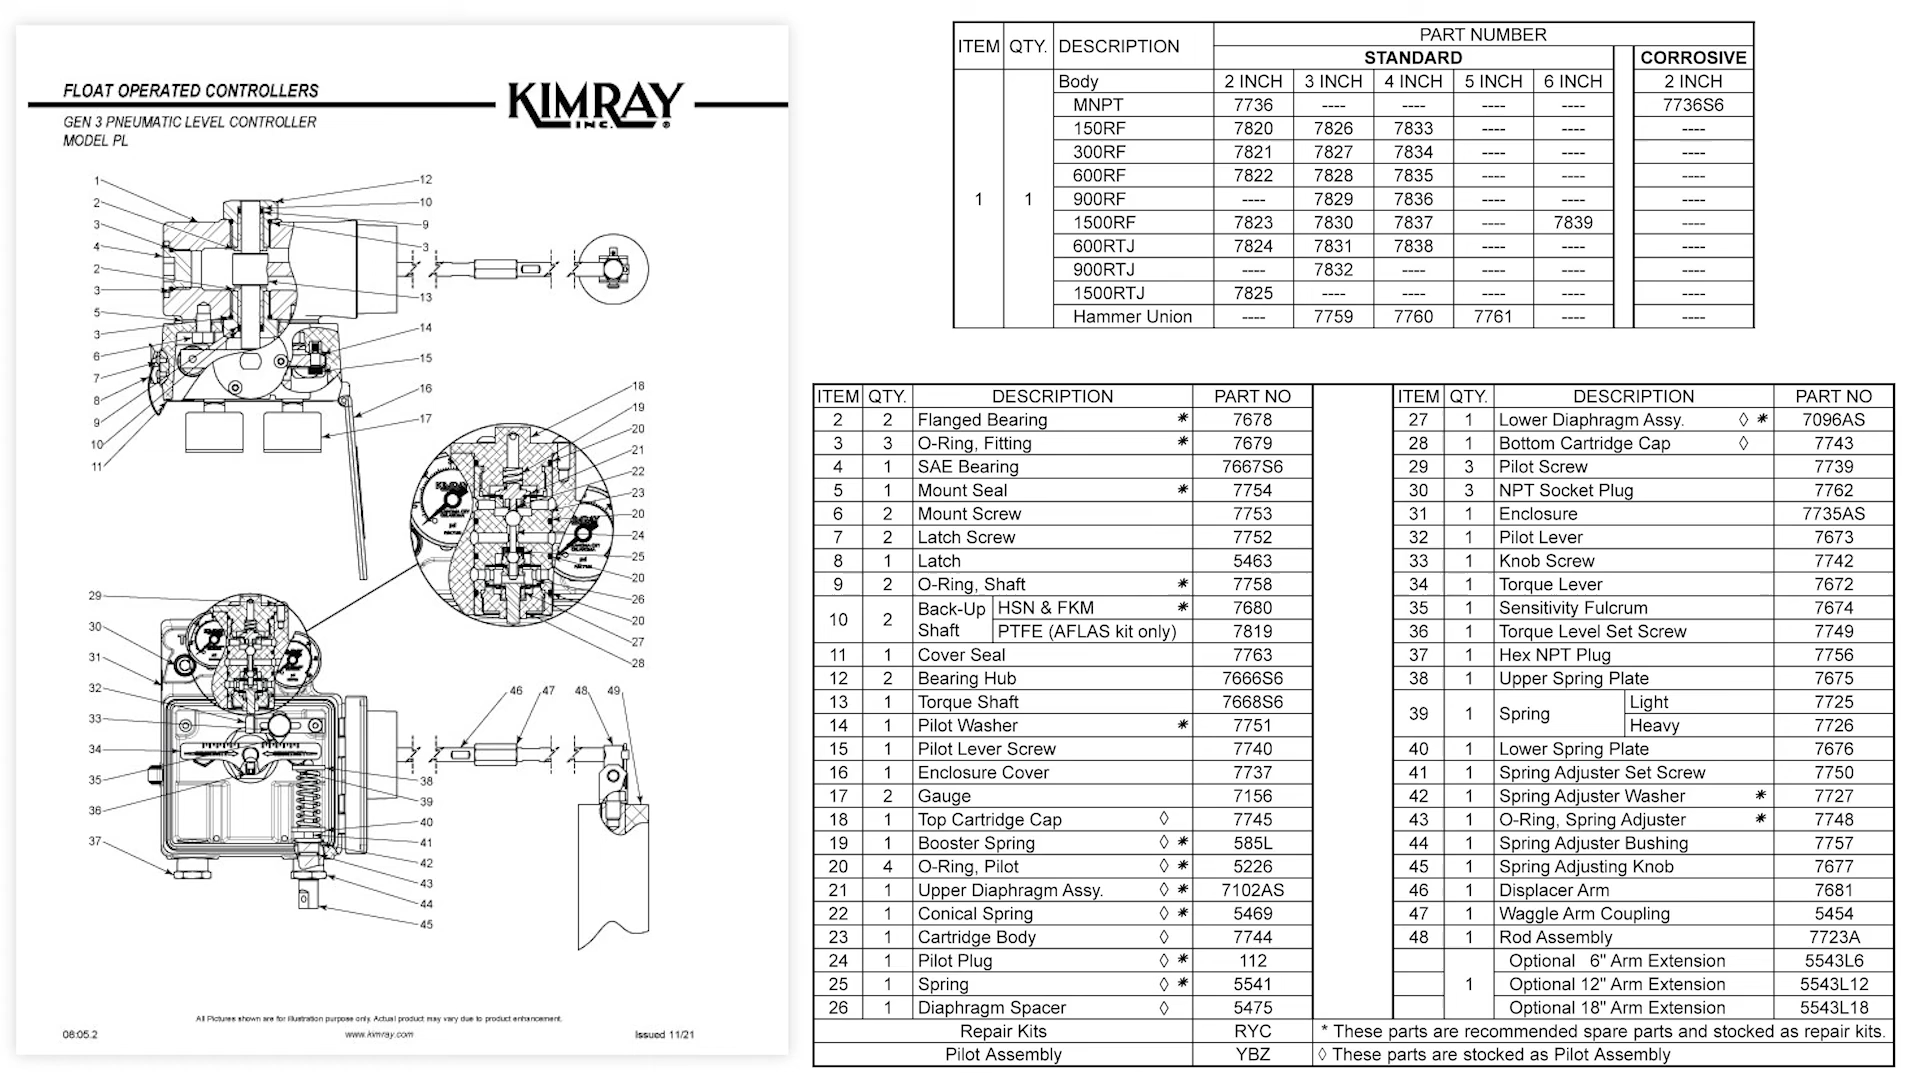 FLOAT OPERATED CONTROLLERS
KIMRAY
INC. ®
GEN 3 PNEUMATIC LEVEL CONTROLLER
MODEL PL
1
2
3
4
2
3
5
3
6
7
8
9
10
11
12
10
9
3
13
14
15
16
17
18
19
20
21
22
23
20
24
25
20
26
20
27
28
KIMRAY
29
30
31
32
33
34
35
36
37
46 47 48 49
38
39
40
41
42
43
44
45
All Pictures shown are for illustration purpose only. Actual product may vary due to product enhancement.
08:05.2 www.kimray.com Issued 11/21
ITEM QTY. DESCRIPTION PART NUMBER
STANDARD CORROSIVE
Body 2 INCH 3 INCH 4 INCH 5 INCH 6 INCH 2 INCH
MNPT 7736 ---- ---- ---- ---- 7736S6
150RF 7820 7826 7833 ---- ---- ----
300RF 7821 7827 7834 ---- ---- ----
600RF 7822 7828 7835 ---- ---- ----
1 1 900RF ---- 7829 7836 ---- ---- ----
1500RF 7823 7830 7837 ---- 7839 ----
600RTJ 7824 7831 7838 ---- ---- ----
900RTJ ---- 7832 ---- ---- ---- ----
1500RTJ 7825 ---- ---- ---- ---- ----
Hammer Union ---- 7759 7760 7761 ---- ----
ITEM QTY. DESCRIPTION PART NO
2 2 Flanged Bearing * 7678
3 3 O-Ring, Fitting * 7679
4 1 SAE Bearing 7667S6
5 1 Mount Seal * 7754
6 2 Mount Screw 7753
7 2 Latch Screw 7752
8 1 Latch 5463
9 2 O-Ring, Shaft * 7758
10 2 Back-Up Shaft HSN & FKM * 7680
PTFE (AFLAS kit only) 7819
11 1 Cover Seal 7763
12 2 Bearing Hub 7666S6
13 1 Torque Shaft 7668S6
14 1 Pilot Washer * 7751
15 1 Pilot Lever Screw 7740
16 1 Enclosure Cover 7737
17 2 Gauge 7156
18 1 Top Cartridge Cap ◊ 7745
19 1 Booster Spring ◊ * 585L
20 4 O-Ring, Pilot ◊ * 5226
21 1 Upper Diaphragm Assy. ◊ * 7102AS
22 1 Conical Spring ◊ * 5469
23 1 Cartridge Body ◊ 7744
24 1 Pilot Plug ◊ * 112
25 1 Spring ◊ * 5541
26 1 Diaphragm Spacer ◊ 5475
Repair Kits RYC
Pilot Assembly YBZ
ITEM QTY. DESCRIPTION PART NO
27 1 Lower Diaphragm Assy. ◊ * 7096AS
28 1 Bottom Cartridge Cap ◊ 7743
29 3 Pilot Screw 7739
30 3 NPT Socket Plug 7762
31 1 Enclosure 7735AS
32 1 Pilot Lever 7673
33 1 Knob Screw 7742
34 1 Torque Lever 7672
35 1 Sensitivity Fulcrum 7674
36 1 Torque Level Set Screw 7749
37 1 Hex NPT Plug 7756
38 1 Upper Spring Plate 7675
39 1 Spring Light 7725
Heavy 7726
40 1 Lower Spring Plate 7676
41 1 Spring Adjuster Set Screw 7750
42 1 Spring Adjuster Washer * 7727
43 1 O-Ring, Spring Adjuster * 7748
44 1 Spring Adjuster Bushing 7757
45 1 Spring Adjusting Knob 7677
46 1 Displacer Arm 7681
47 1 Waggle Arm Coupling 5454
48 1 Rod Assembly 7723A
1 Optional 6" Arm Extension 5543L6
Optional 12" Arm Extension 5543L12
Optional 18" Arm Extension 5543L18
* These parts are recommended spare parts and stocked as repair kits.
◊ These parts are stocked as Pilot Assembly